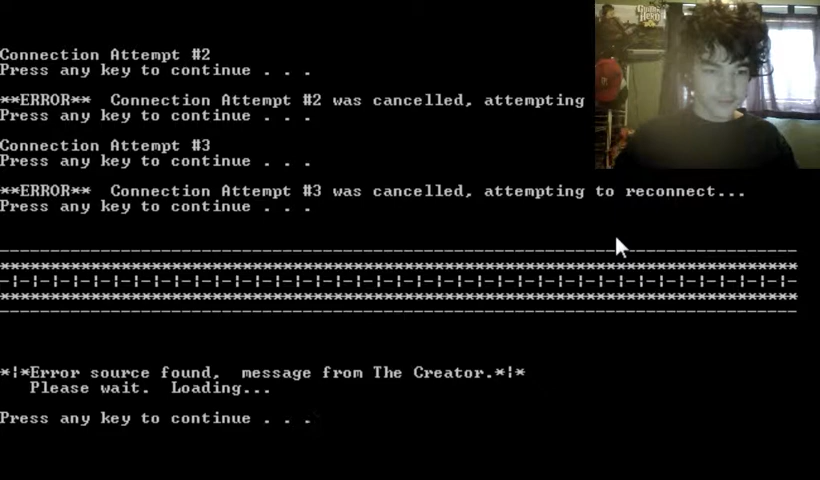 Connection Attempt #2
Press any key to continue . . .
**ERROR**  Connection Attempt #2 was cancelled, attempting
Press any key to continue . . .
Connection Attempt #3
Press any key to continue . . .
**ERROR**  Connection Attempt #3 was cancelled, attempting to reconnect...
Press any key to continue . . .
*¦*Error source found,  message from The Creator.*¦*
Please wait.  Loading...
Press any key to continue . . .